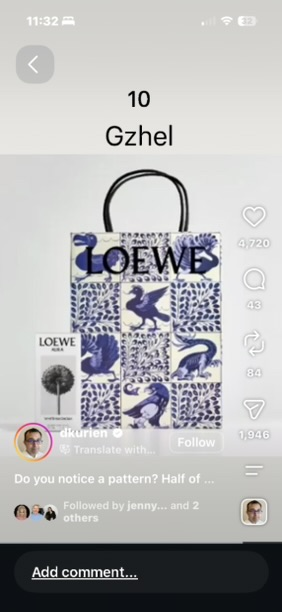 11:32
32
10
Gzhel
LOEWE
LOEWE
4,720
43
84
1,946
dkurien
Follow
Translate with...
Do you notice a pattern? Half of ...
Followed by jenny... and 2
others
Add comment...